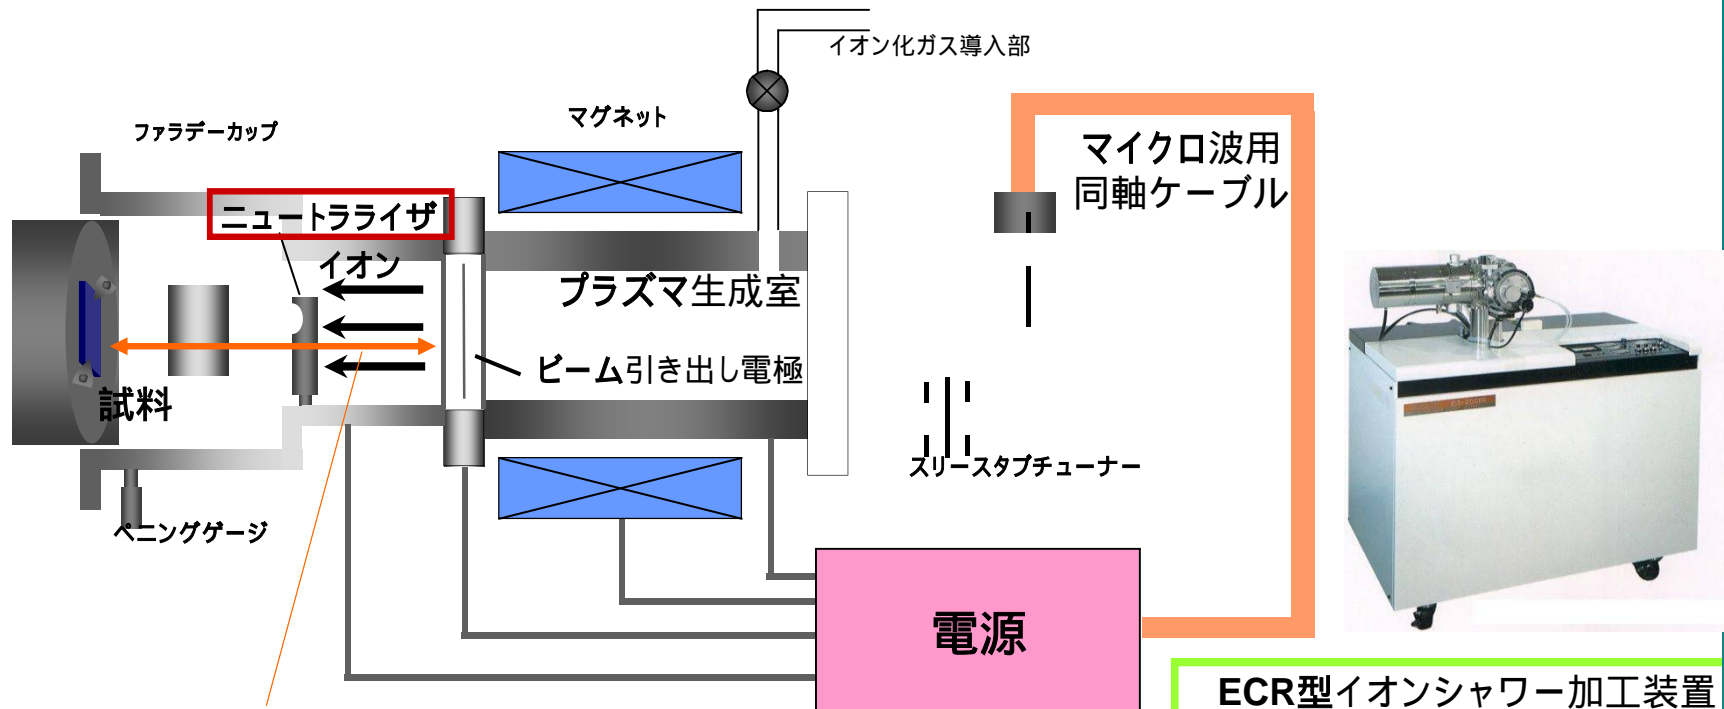 イオン化ガス導入部
マグネット
ファラデーカップ
マイクロ波用
同軸ケーブル
ニュートラライザ
イオン
プラズマ生成室
ビーム引き出し電極
試料
スリースタブチューナー
ペニングゲージ
電源
ECR型イオンシャワー加工装置